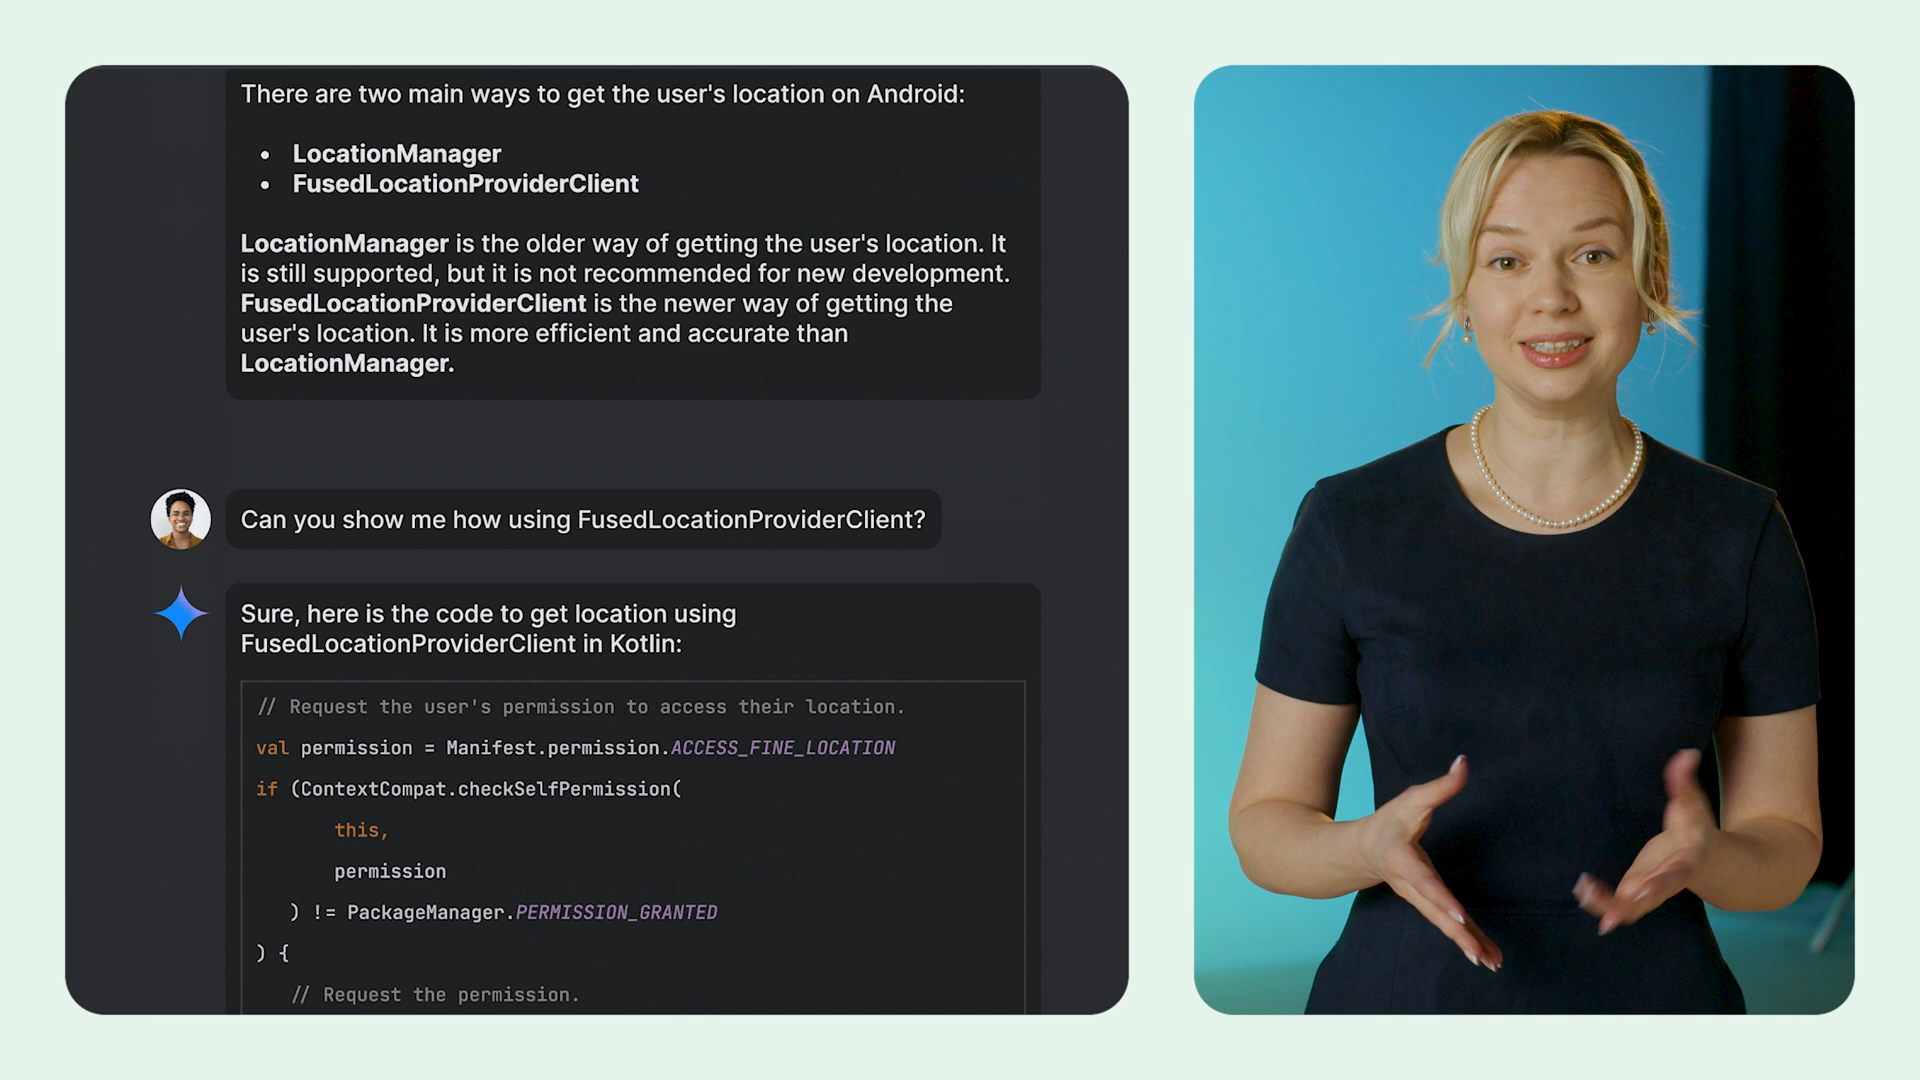 There are two main ways to get the user's location on Android:
• LocationManager
• FusedLocationProviderClient
LocationManager is the older way of getting the user's location. It
is still supported, but it is not recommended for new development.
FusedLocationProviderClient is the newer way of getting the
user's location. It is more efficient and accurate than
LocationManager.
Can you show me how using FusedLocationProviderClient?
Sure, here is the code to get location using
FusedLocationProviderClient in Kotlin:
// Request the user's permission to access their location.
val permission = Manifest.permission.ACCESS_FINE_LOCATION
if (ContextCompat.checkSelfPermission(
this,
permission
) != PackageManager.PERMISSION_GRANTED
) {
// Request the permission.